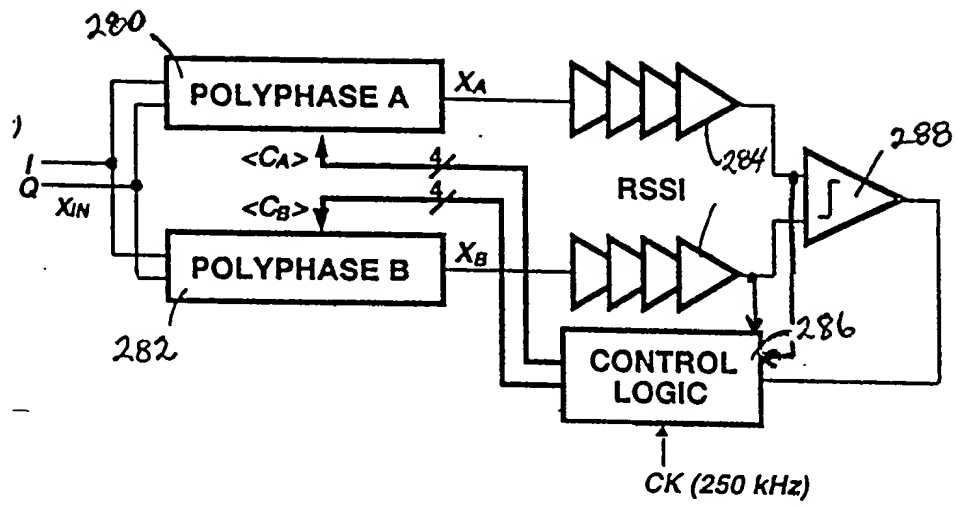 280
POLYPHASE A
XA
284
288
I
Q
XIN
<CA>
4
RSSI
<CB>
4
POLYPHASE B
XB
282
286
CONTROL
LOGIC
CK (250 kHz)